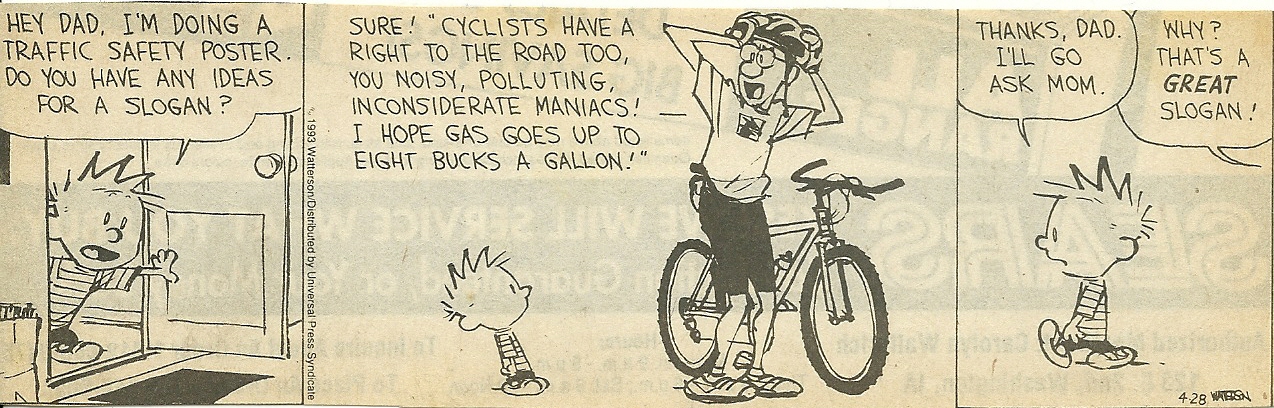 HEY DAD, I'M DOING A
TRAFFIC SAFETY POSTER.
DO YOU HAVE ANY IDEAS
FOR A SLOGAN?
© 1993 Watterson/Distributed by Universal Press Syndicate
SURE! "CYCLISTS HAVE A
RIGHT TO THE ROAD TOO,
YOU NOISY, POLLUTING,
INCONSIDERATE MANIACS!
I HOPE GAS GOES UP TO
EIGHT BUCKS A GALLON!"
THANKS, DAD.
I'LL GO
ASK MOM.
WHY?
THAT'S A
GREAT
SLOGAN!
4-28 WATTERSON